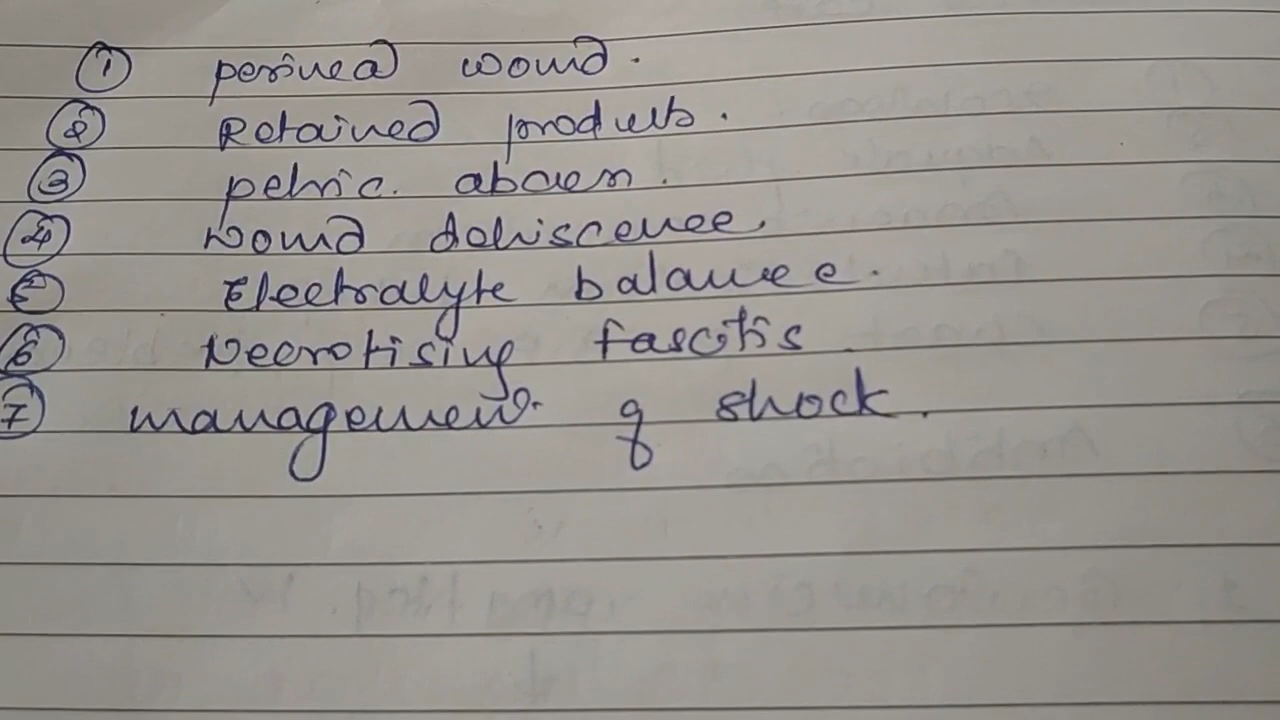 ① perineal wound.
② Retained products.
③ pelvic. abscess.
④ wound dehiscence.
⑤ Electrolyte balance.
⑥ Necrotising fascitis
⑦ management of shock.